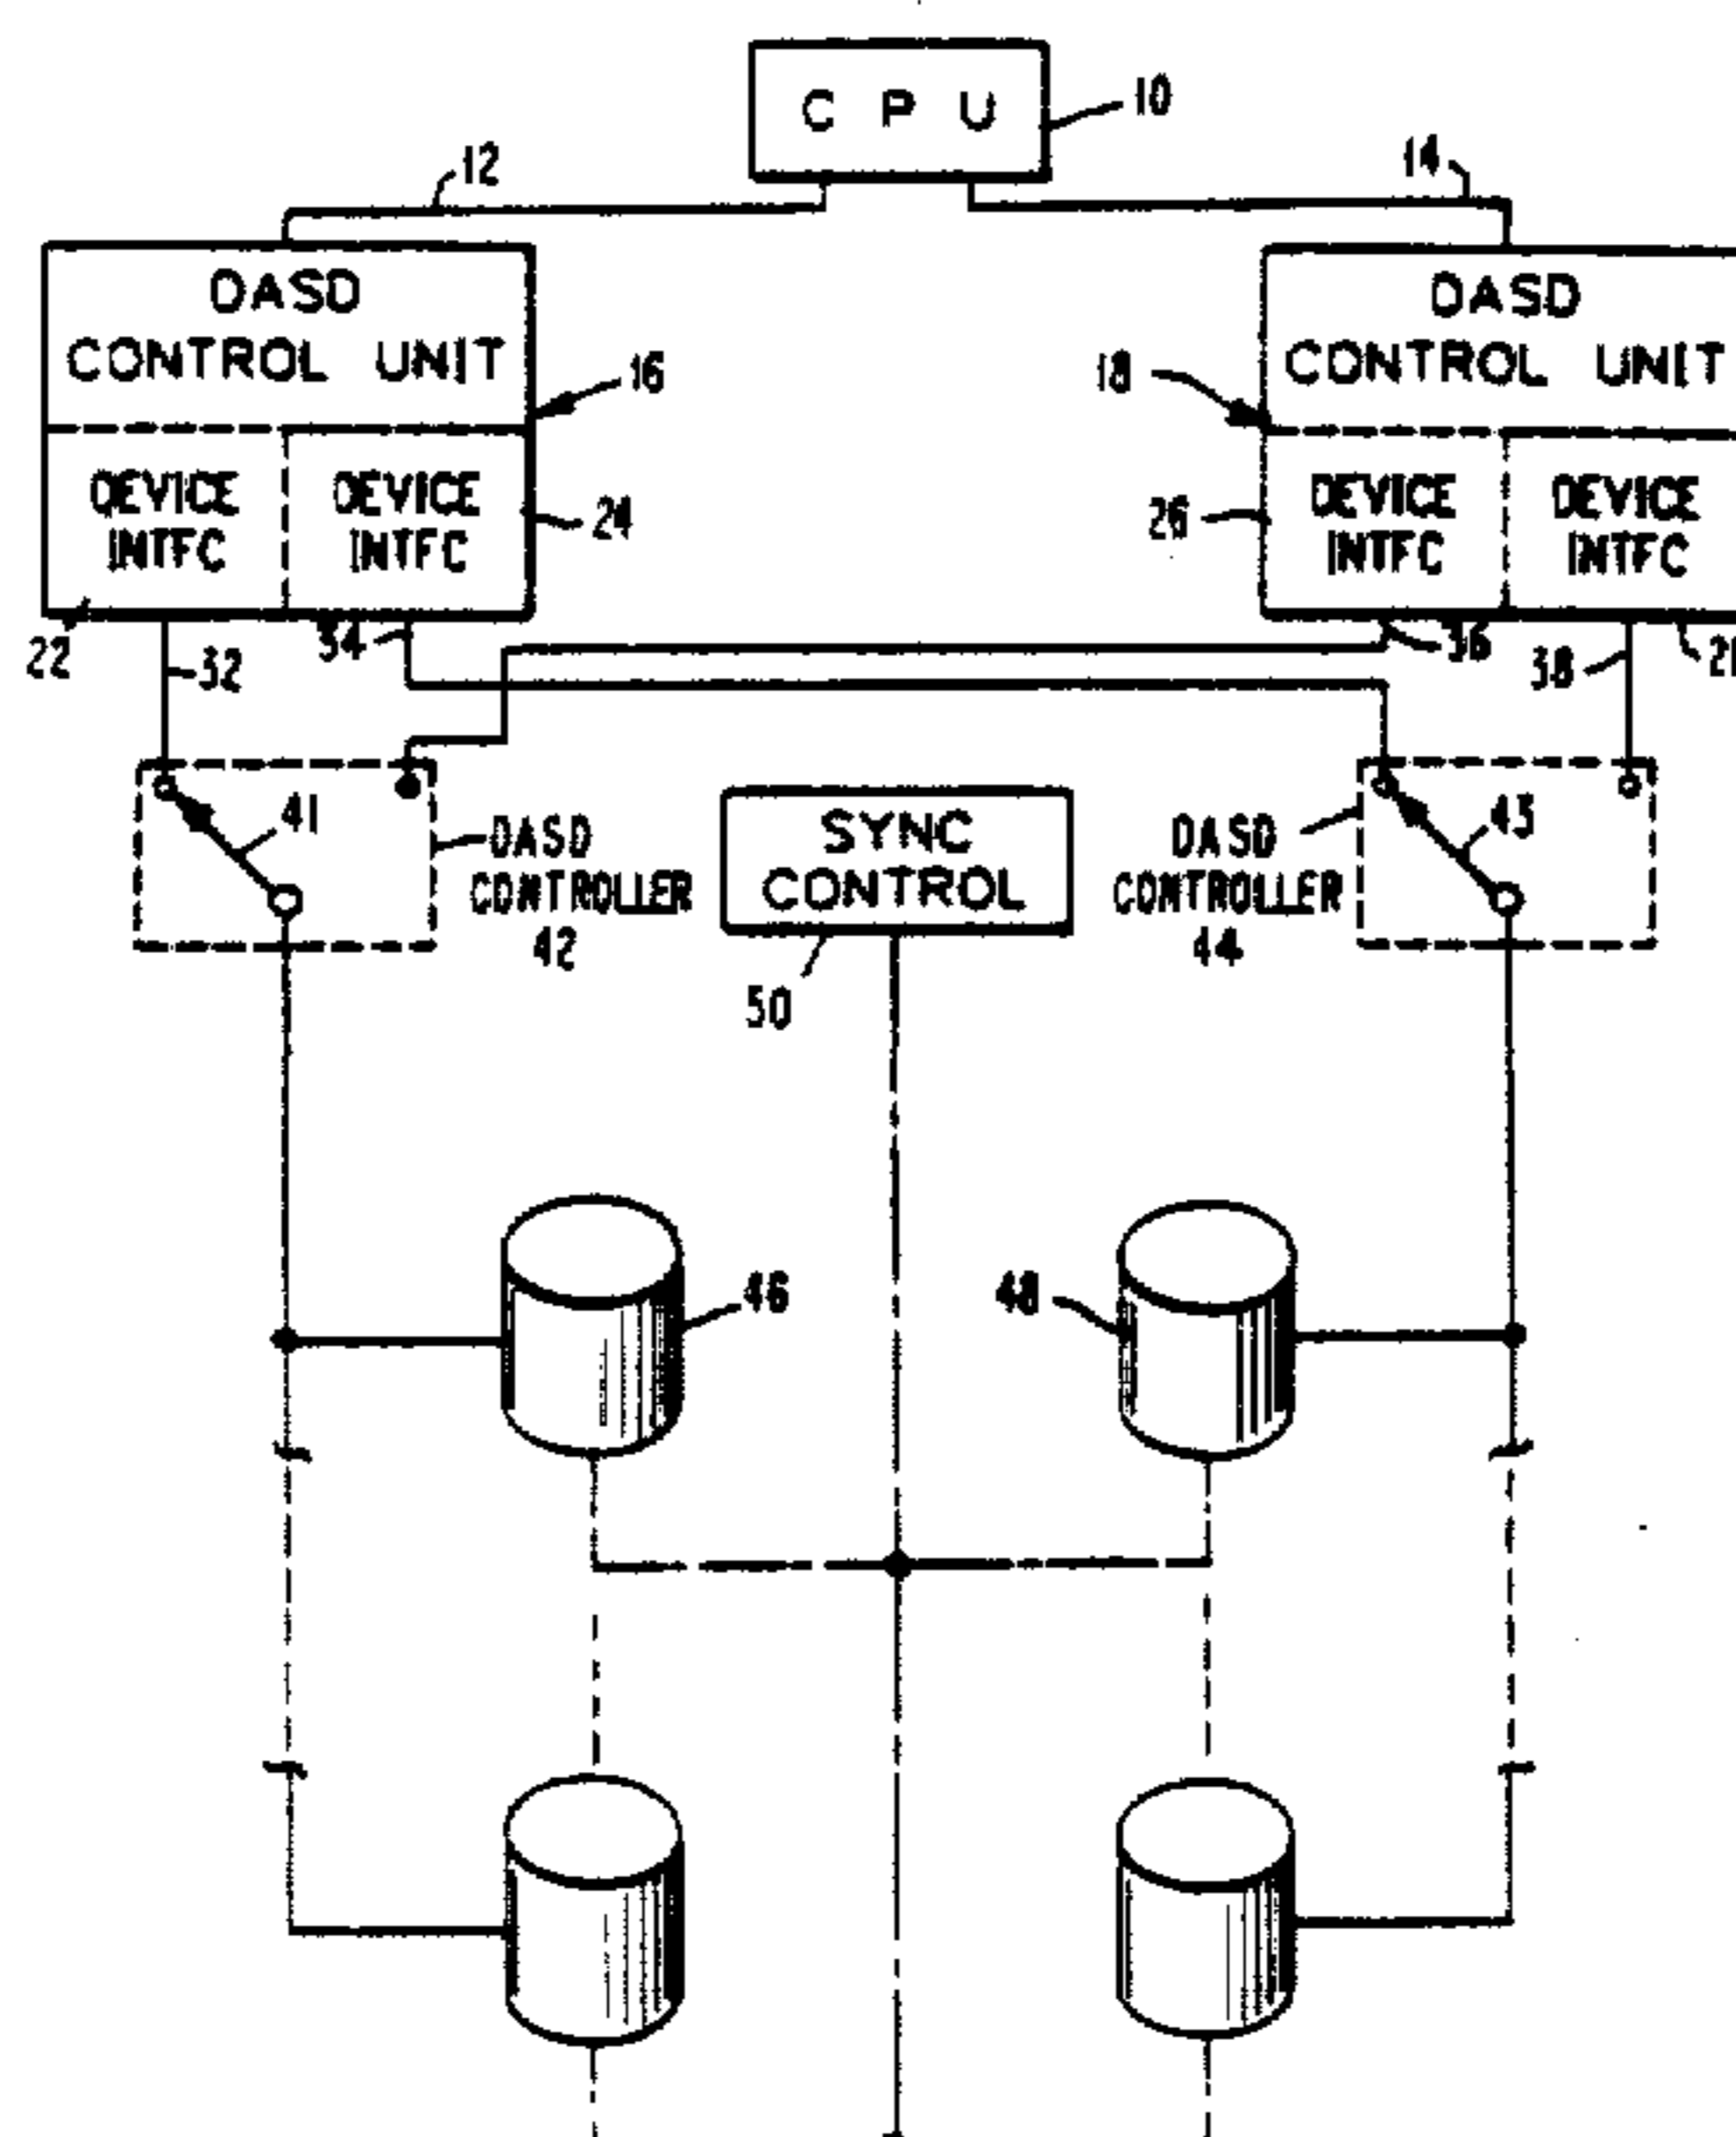 C P U
10
12
14
DASD
CONTROL UNIT
16
18
DASD
CONTROL UNIT
DEVICE
INTFC
DEVICE
INTFC
24
26
DEVICE
INTFC
DEVICE
INTFC
22
32
34
36
38
41
DASD
CONTROLLER
42
SYNC
CONTROL
50
DASD
CONTROLLER
44
43
46
48